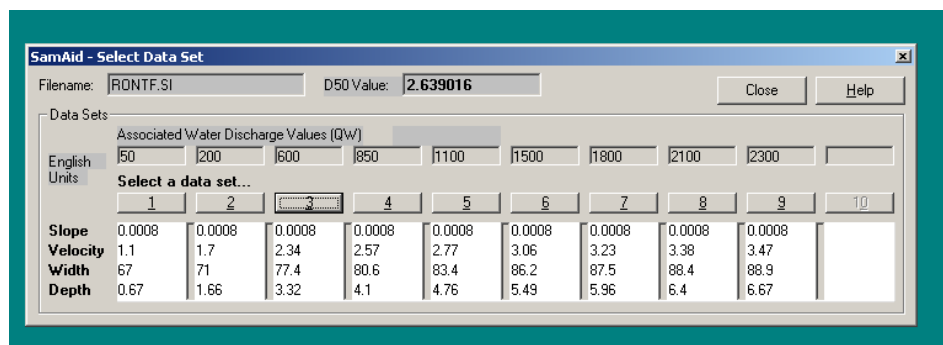 SamAid - Select Data Set
Filename: RONTF.SI D50 Value: 2.639016 Close Help
Data Sets
Associated Water Discharge Values (QW)
English Units 50 200 600 850 1100 1500 1800 2100 2300
Select a data set...
1 2 3 4 5 6 7 8 9 10
Slope 0.0008 0.0008 0.0008 0.0008 0.0008 0.0008 0.0008 0.0008 0.0008
Velocity 1.1 1.7 2.34 2.57 2.77 3.06 3.23 3.38 3.47
Width 67 71 77.4 80.6 83.4 86.2 87.5 88.4 88.9
Depth 0.67 1.66 3.32 4.1 4.76 5.49 5.96 6.4 6.67